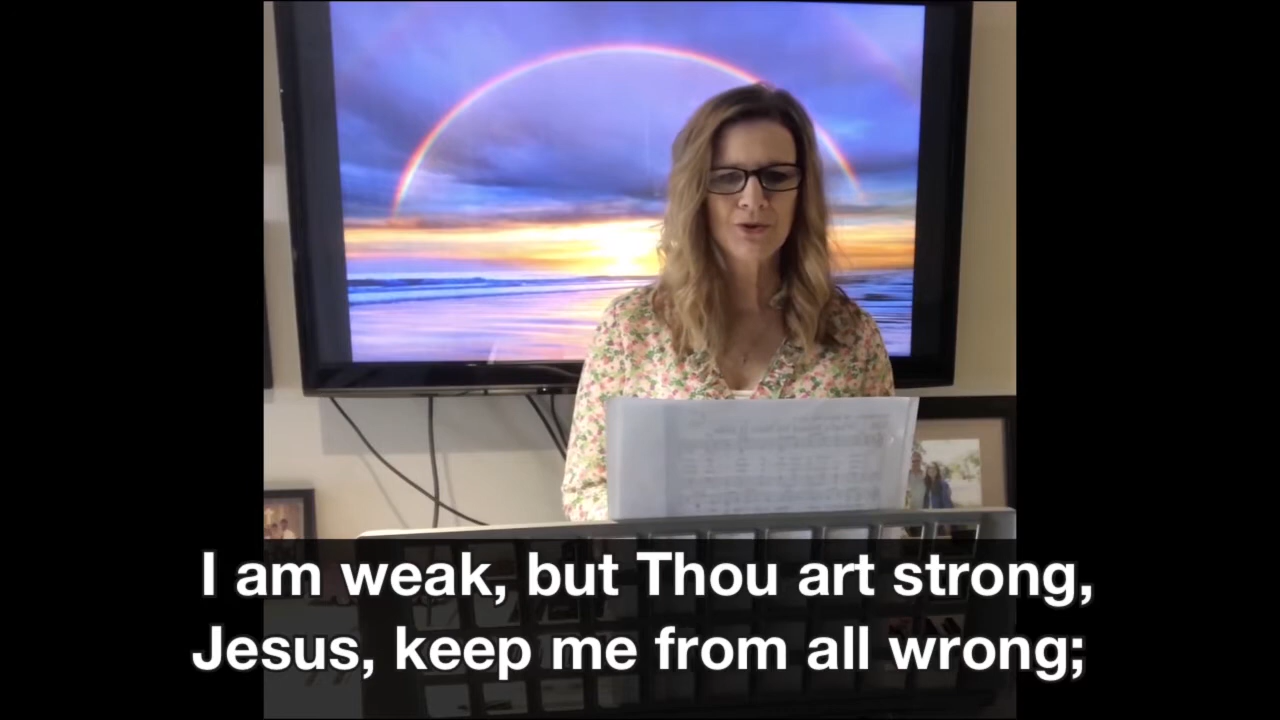 I am weak, but Thou art strong,
Jesus, keep me from all wrong;